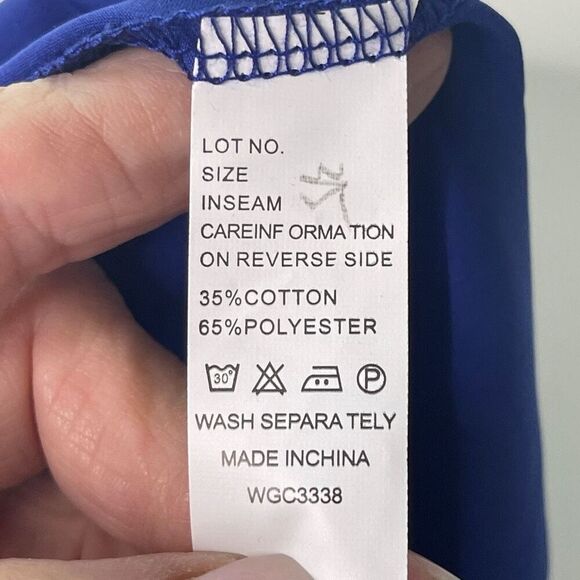 LOT NO.
SIZE
INSEAM
CAREINF ORMA TION
ON REVERSE SIDE
35%COTTON
65%POLYESTER
30° P
WASH SEPARA TELY
MADE INCHINA
WGC3338